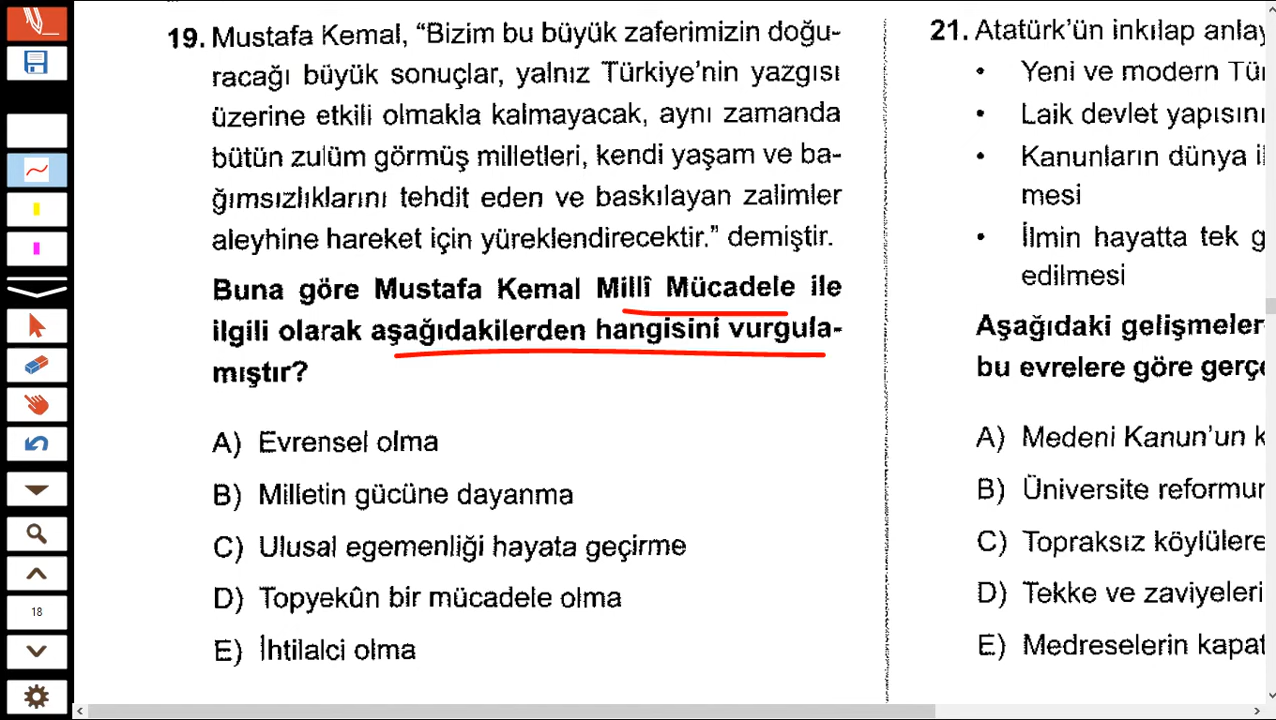 19. Mustafa Kemal, “Bizim bu büyük zaferimizin doğu-
racağı büyük sonuçlar, yalnız Türkiye’nin yazgısı
üzerine etkili olmakla kalmayacak, aynı zamanda
bütün zulüm görmüş milletleri, kendi yaşam ve ba-
ğımsızlıklarını tehdit eden ve baskılayan zalimler
aleyhine hareket için yüreklendirecektir.” demiştir.
Buna göre Mustafa Kemal Millî Mücadele ile
ilgili olarak aşağıdakilerden hangisini vurgula-
mıştır?
A) Evrensel olma
B) Milletin gücüne dayanma
C) Ulusal egemenliği hayata geçirme
D) Topyekûn bir mücadele olma
E) İhtilalci olma
21. Atatürk’ün inkılap
• Yeni ve modern
• Laik devlet
• Kanunların dünya
mesi
• İlmin hayatta tek
edilmesi
Aşağıdaki
bu evrelere göre
A) Medeni Kanun’un
B) Üniversite
C) Topraksız
D) Tekke ve
E) Medreselerin
18